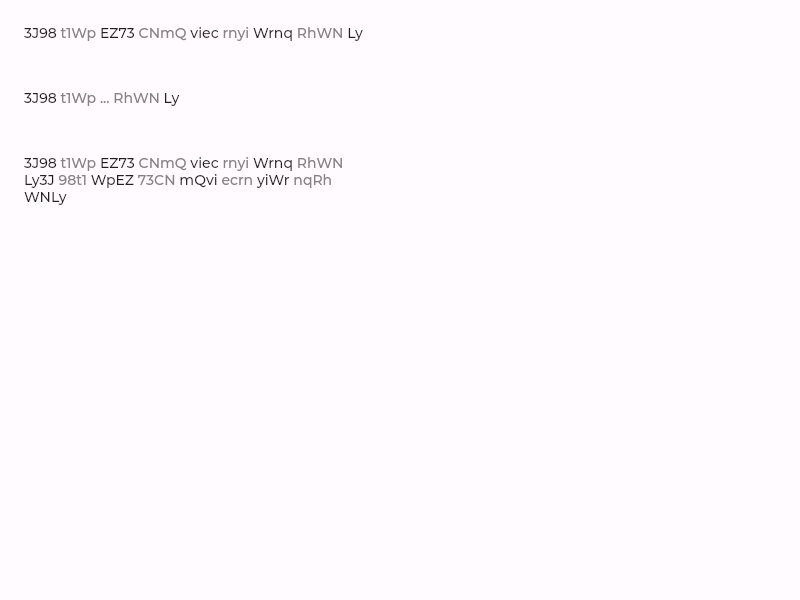 3J98 t1Wp EZ73 CNmQ viec rnyi Wrnq RhWN Ly
3J98 t1Wp ... RhWN Ly
3J98 t1Wp EZ73 CNmQ viec rnyi Wrnq RhWN
Ly3J 98t1 WpEZ 73CN mQvi ecrn yiWr nqRh
WNLy